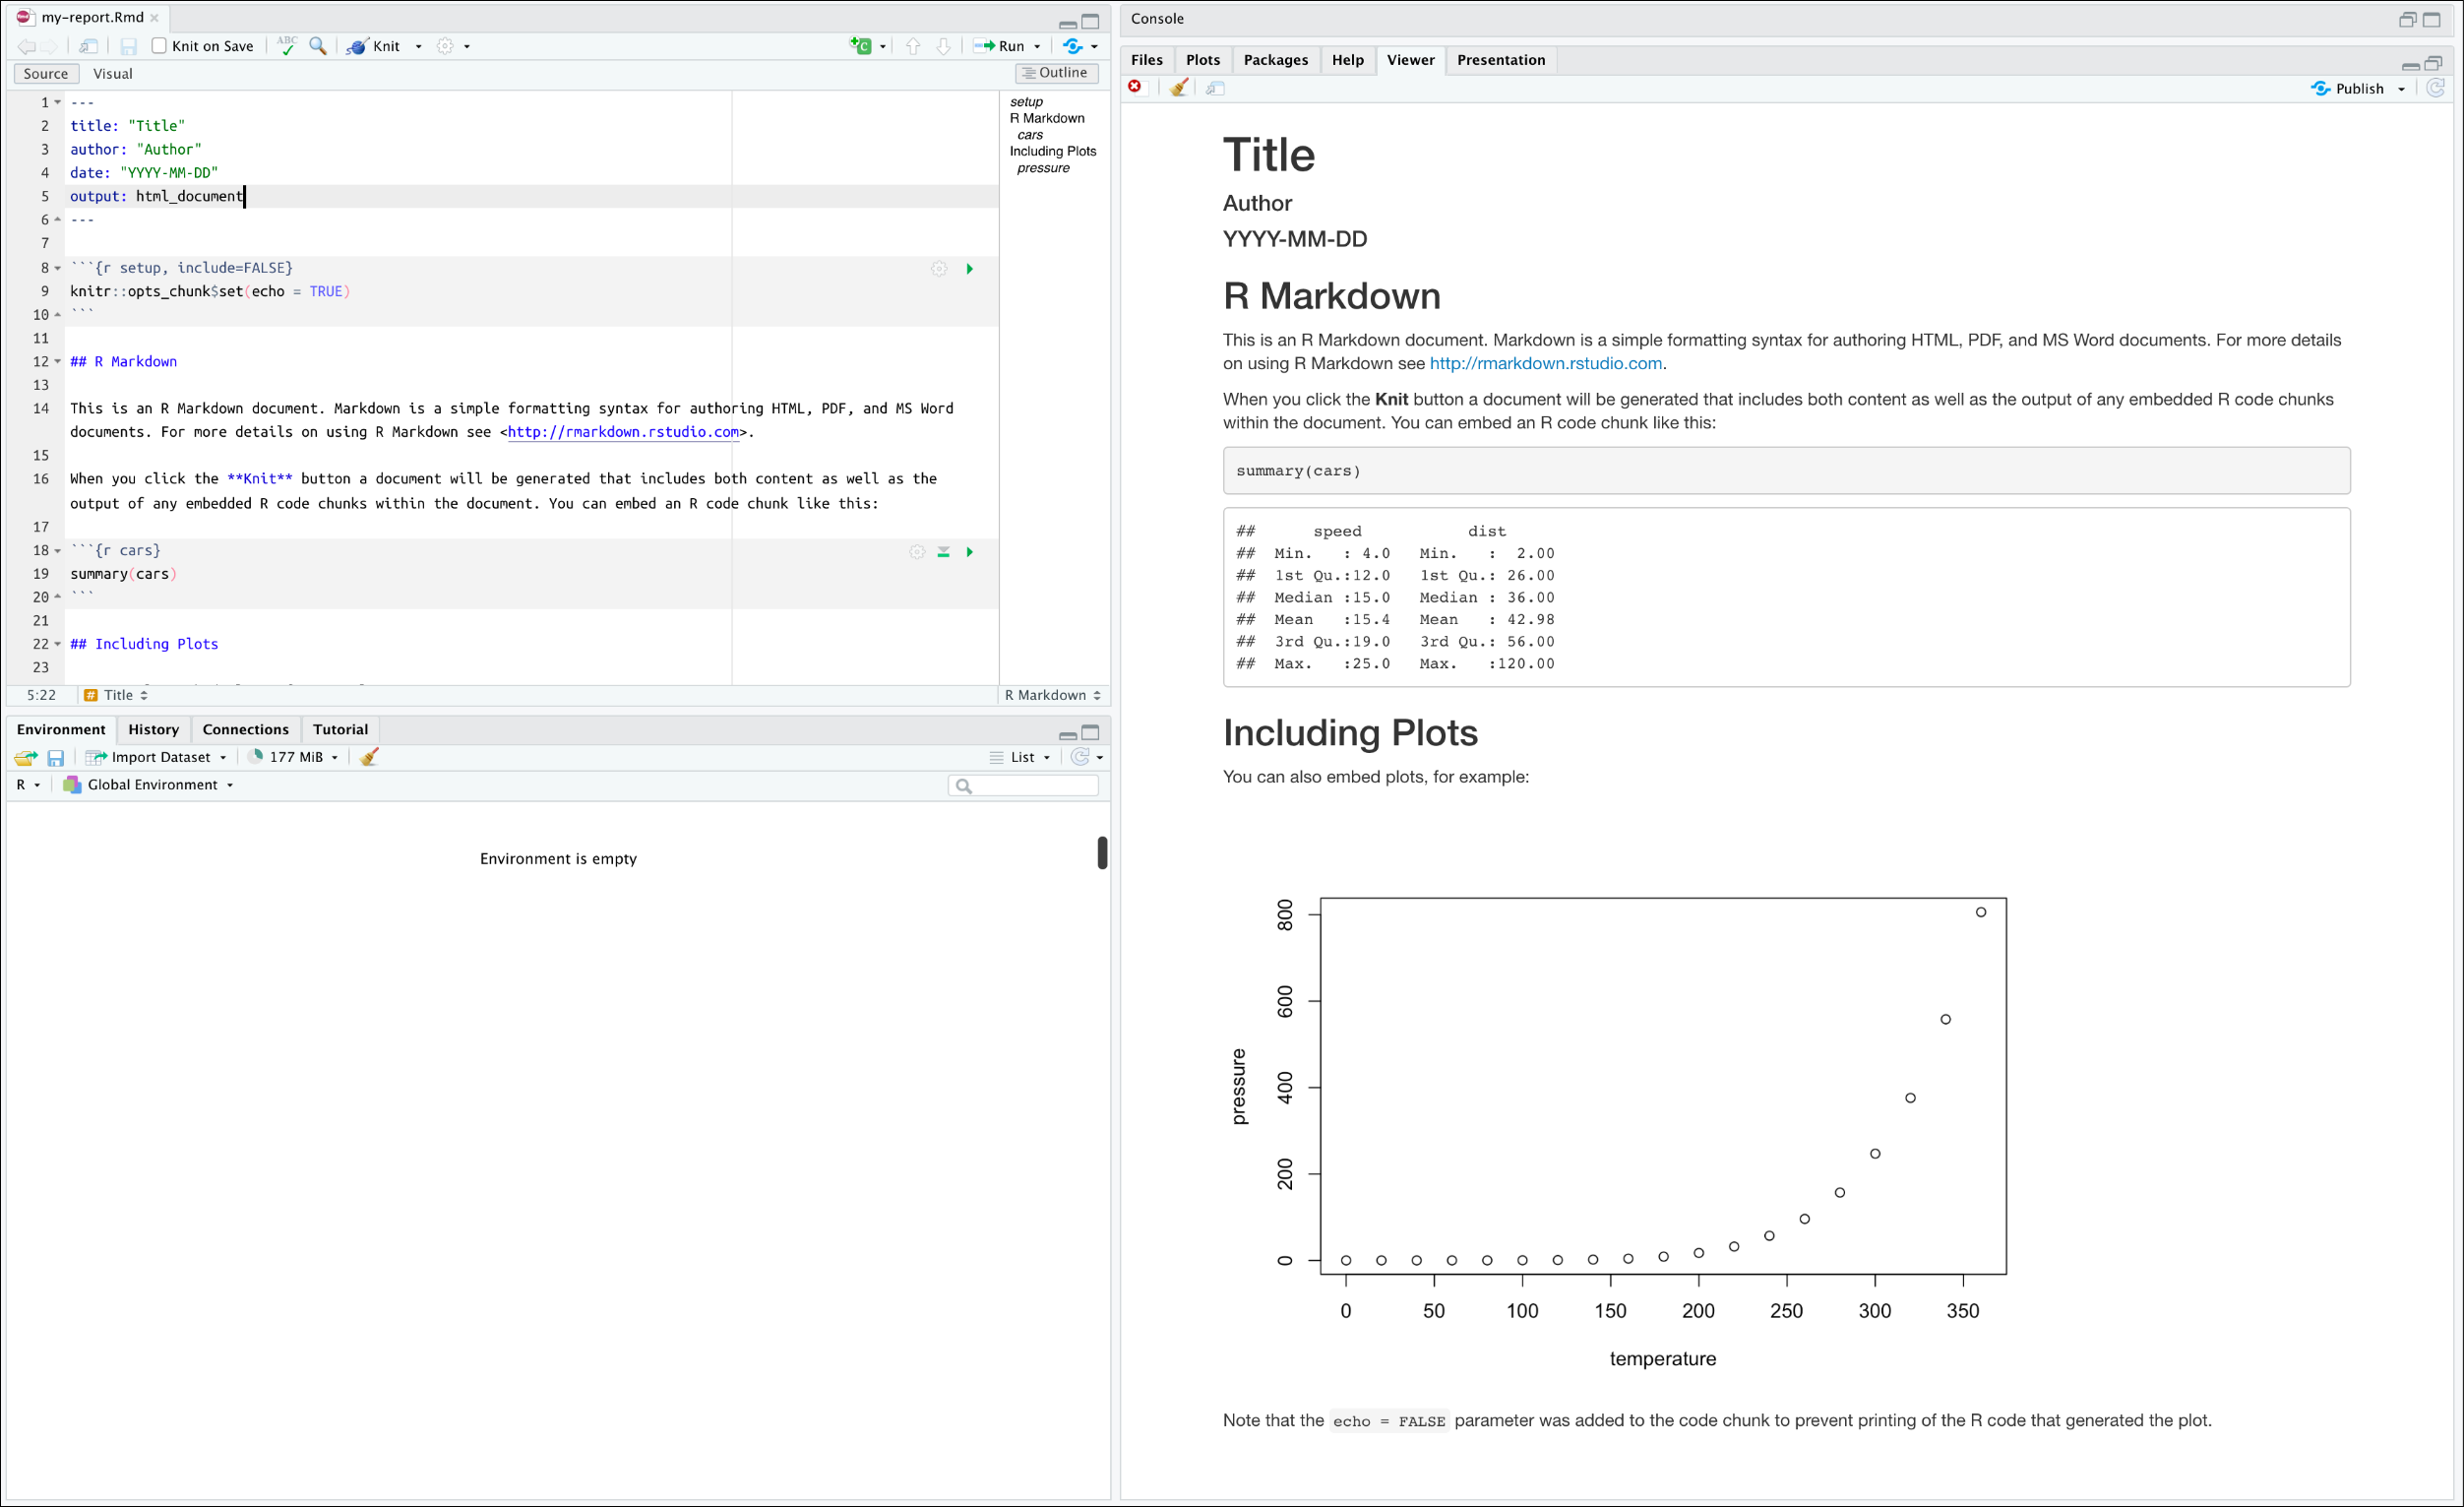 my-report.Rmd
Knit on Save
ABC
Knit
Run
Source
Visual
Outline
1 ---
2 title: "Title"
3 author: "Author"
4 date: "YYYY-MM-DD"
5 output: html_document
6 ---
7
8 ```{r setup, include=FALSE}
9 knitr::opts_chunk$set(echo = TRUE)
10 ```
11
12 ## R Markdown
13
14 This is an R Markdown document. Markdown is a simple formatting syntax for authoring HTML, PDF, and MS Word
documents. For more details on using R Markdown see <http://rmarkdown.rstudio.com>.
15
16 When you click the **Knit** button a document will be generated that includes both content as well as the
output of any embedded R code chunks within the document. You can embed an R code chunk like this:
17
18 ```{r cars}
19 summary(cars)
20 ```
21
22 ## Including Plots
23
setup
R Markdown
cars
Including Plots
pressure
5:22
# Title
R Markdown
Environment
History
Connections
Tutorial
Import Dataset
177 MiB
List
R
Global Environment
Environment is empty
Console
Files
Plots
Packages
Help
Viewer
Presentation
Publish
Title
Author
YYYY-MM-DD
R Markdown
This is an R Markdown document. Markdown is a simple formatting syntax for authoring HTML, PDF, and MS Word documents. For more details
on using R Markdown see http://rmarkdown.rstudio.com.
When you click the Knit button a document will be generated that includes both content as well as the output of any embedded R code chunks
within the document. You can embed an R code chunk like this:
summary(cars)
##      speed           dist
##  Min.   : 4.0   Min.   :  2.00
##  1st Qu.:12.0   1st Qu.: 26.00
##  Median :15.0   Median : 36.00
##  Mean   :15.4   Mean   : 42.98
##  3rd Qu.:19.0   3rd Qu.: 56.00
##  Max.   :25.0   Max.   :120.00
Including Plots
You can also embed plots, for example:
800
600
400
200
0
pressure
0 50 100 150 200 250 300 350
temperature
Note that the echo = FALSE parameter was added to the code chunk to prevent printing of the R code that generated the plot.